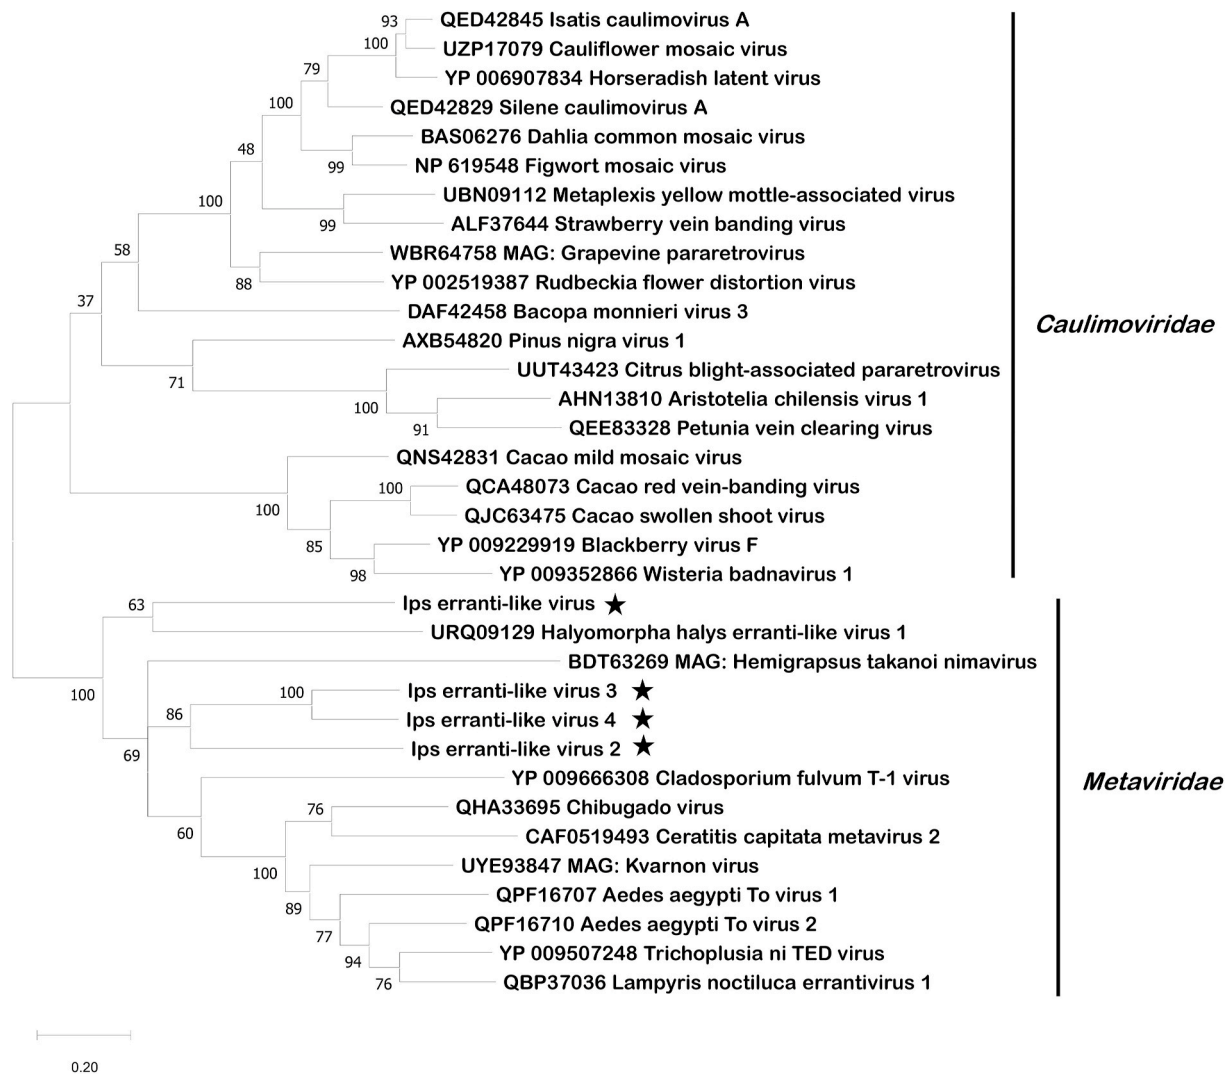 93
QED42845 Isatis caulimovirus A
100
UZP17079 Cauliflower mosaic virus
79
YP 006907834 Horseradish latent virus
100
QED42829 Silene caulimovirus A
BAS06276 Dahlia common mosaic virus
48
99
NP 619548 Figwort mosaic virus
100
UBN09112 Metaplexis yellow mottle-associated virus
99
ALF37644 Strawberry vein banding virus
58
WBR64758 MAG: Grapevine pararetrovirus
88
YP 002519387 Rudbeckia flower distortion virus
37
DAF42458 Bacopa monnieri virus 3
Caulimoviridae
AXB54820 Pinus nigra virus 1
71
UUT43423 Citrus blight-associated pararetrovirus
100
AHN13810 Aristotelia chilensis virus 1
91
QEE83328 Petunia vein clearing virus
QNS42831 Cacao mild mosaic virus
100
QCA48073 Cacao red vein-banding virus
100
QJC63475 Cacao swollen shoot virus
85
YP 009229919 Blackberry virus F
98
YP 009352866 Wisteria badnavirus 1
63
Ips erranti-like virus ★
URQ09129 Halyomorpha halys erranti-like virus 1
BDT63269 MAG: Hemigrapsus takanoi nimavirus
100
100
Ips erranti-like virus 3 ★
86
Ips erranti-like virus 4 ★
69
Ips erranti-like virus 2 ★
YP 009666308 Cladosporium fulvum T-1 virus
Metaviridae
76
QHA33695 Chibugado virus
60
CAF0519493 Ceratitis capitata metavirus 2
100
UYE93847 MAG: Kvarnon virus
89
QPF16707 Aedes aegypti To virus 1
77
QPF16710 Aedes aegypti To virus 2
94
YP 009507248 Trichoplusia ni TED virus
76
QBP37036 Lampyris noctiluca errantivirus 1
0.20